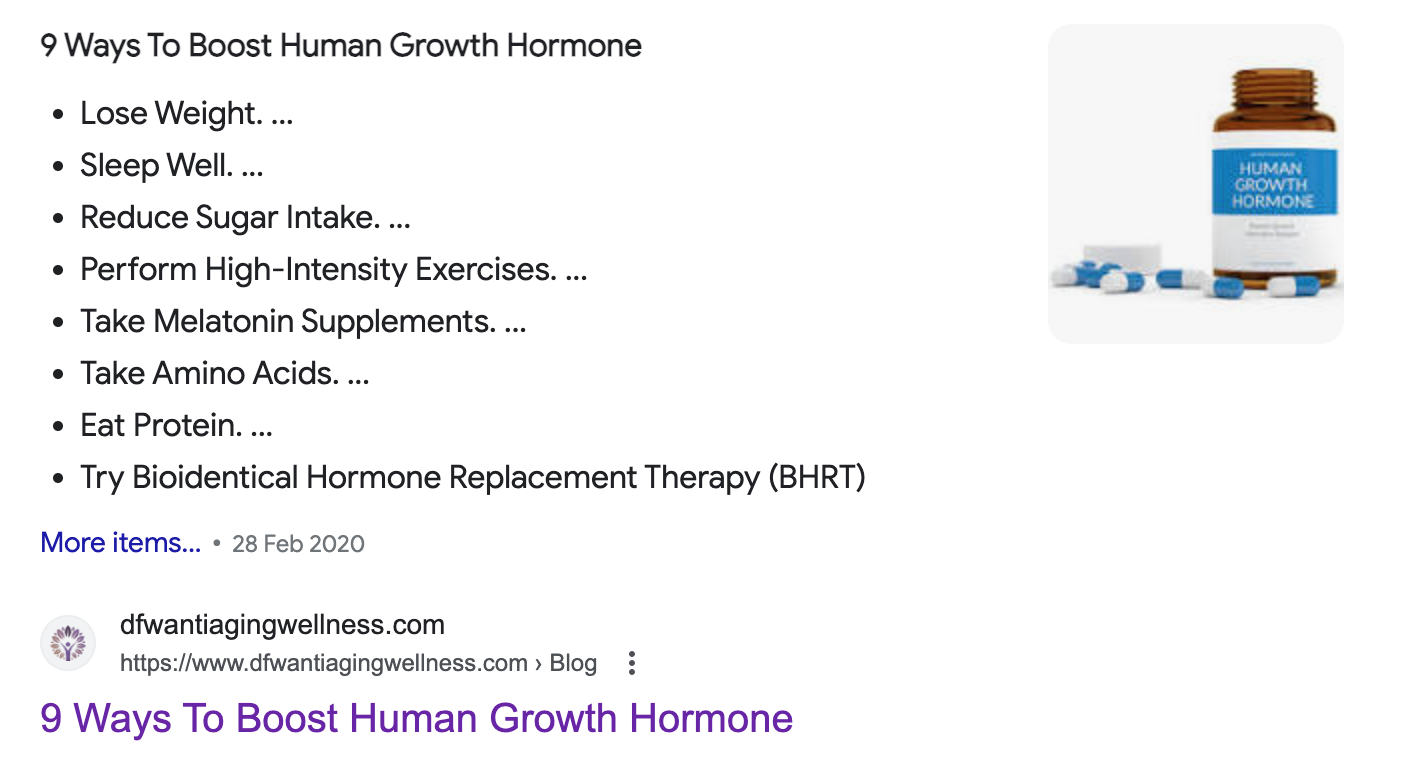 9 Ways To Boost Human Growth Hormone
• Lose Weight. ...
• Sleep Well. ...
• Reduce Sugar Intake. ...
• Perform High-Intensity Exercises. ...
• Take Melatonin Supplements. ...
• Take Amino Acids. ...
• Eat Protein. ...
• Try Bioidentical Hormone Replacement Therapy (BHRT)
More items... • 28 Feb 2020
HUMAN
GROWTH
HORMONE
dfwantiagingwellness.com
https://www.dfwantiagingwellness.com › Blog
9 Ways To Boost Human Growth Hormone